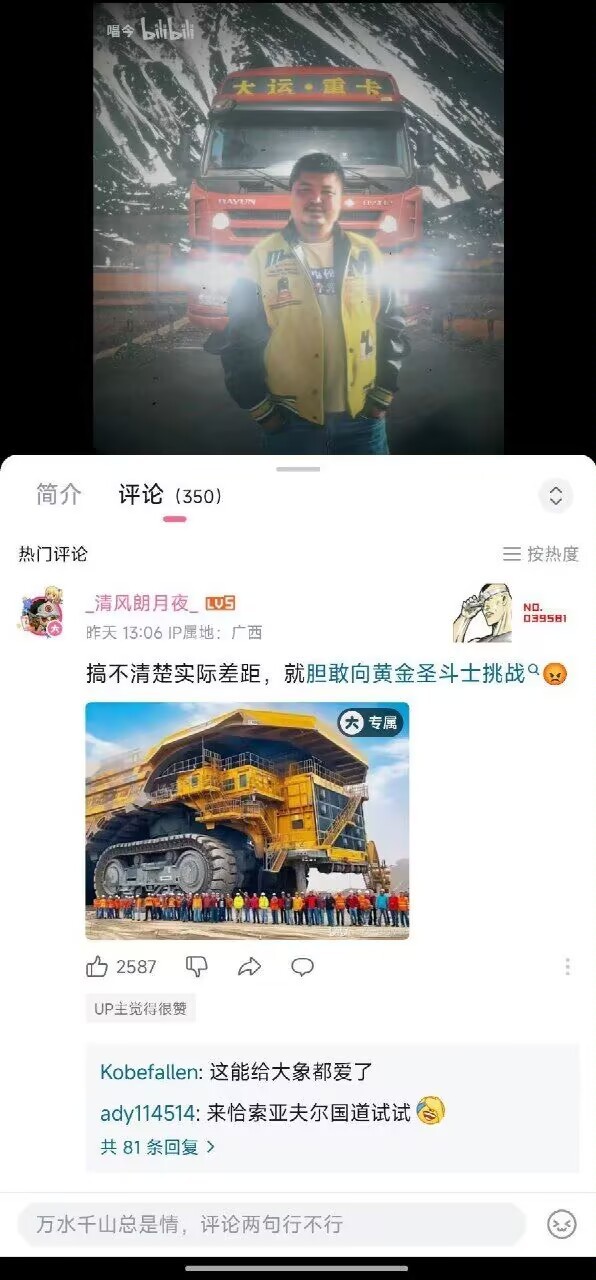 唱今 bilibili
大运·重卡
DAYUN
简介
评论（350）
热门评论
按热度
_清风朗月夜_ LV5
昨天 13:06 IP属地：广西
NO.
039581
搞不清楚实际差距，就胆敢向黄金圣斗士挑战
大 专属
2587
UP主觉得很赞
Kobefallen: 这能给大象都爱了
ady114514: 来恰索亚夫尔国道试试
共 81 条回复 >
万水千山总是情，评论两句行不行